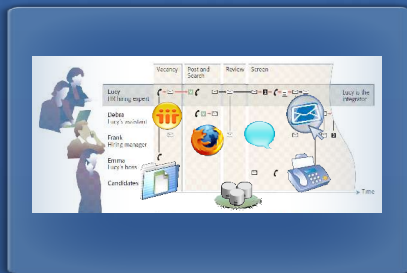 Vacancy
Post and
Search
Review
Screen
Lucy
HR hiring expert
Debra
Lucy's assistant
Frank
Hiring manager
Emma
Lucy's boss
Candidates
Lucy is the
integrator
Time